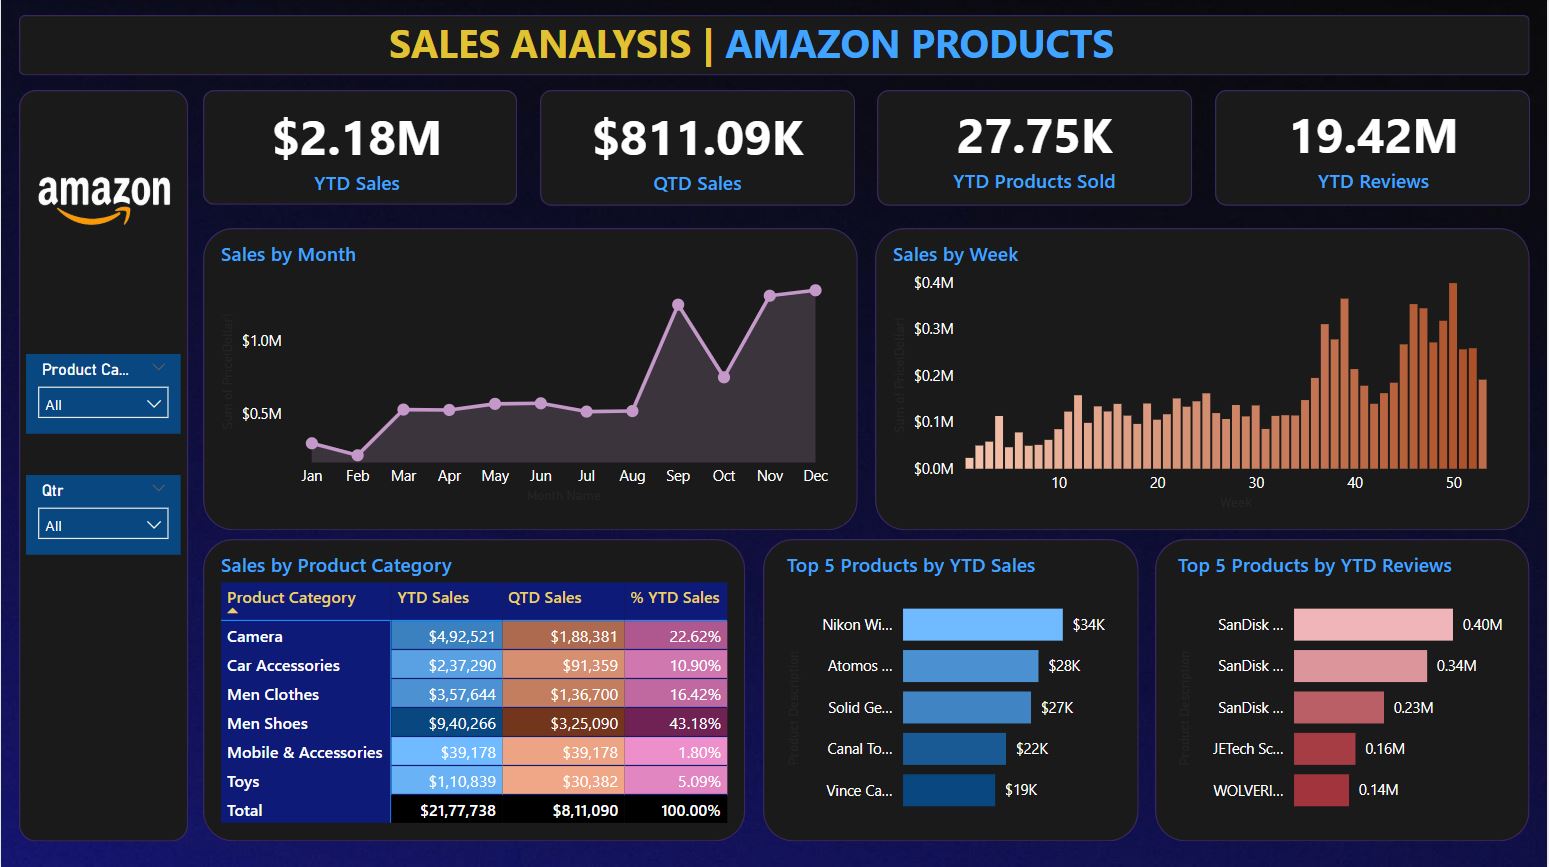 SALES ANALYSIS | AMAZON PRODUCTS
amazon
$2.18M
YTD Sales
$811.09K
QTD Sales
27.75K
YTD Products Sold
19.42M
YTD Reviews
Product Ca...
All
Qtr
All
Sales by Month
Sum of Price(Dollar)
$1.0M
$0.5M
Jan Feb Mar Apr May Jun Jul Aug Sep Oct Nov Dec
Month Name
Sales by Week
Sum of Price(Dollar)
$0.4M
$0.3M
$0.2M
$0.1M
$0.0M
10 20 30 40 50
Week
Sales by Product Category
Product Category YTD Sales QTD Sales % YTD Sales
Camera $4,92,521 $1,88,381 22.62%
Car Accessories $2,37,290 $91,359 10.90%
Men Clothes $3,57,644 $1,36,700 16.42%
Men Shoes $9,40,266 $3,25,090 43.18%
Mobile & Accessories $39,178 $39,178 1.80%
Toys $1,10,839 $30,382 5.09%
Total $21,77,738 $8,11,090 100.00%
Top 5 Products by YTD Sales
Product Description
Nikon Wi... $34K
Atomos ... $28K
Solid Ge... $27K
Canal To... $22K
Vince Ca... $19K
Top 5 Products by YTD Reviews
Product Description
SanDisk ... 0.40M
SanDisk ... 0.34M
SanDisk ... 0.23M
JETech Sc... 0.16M
WOLVERI... 0.14M